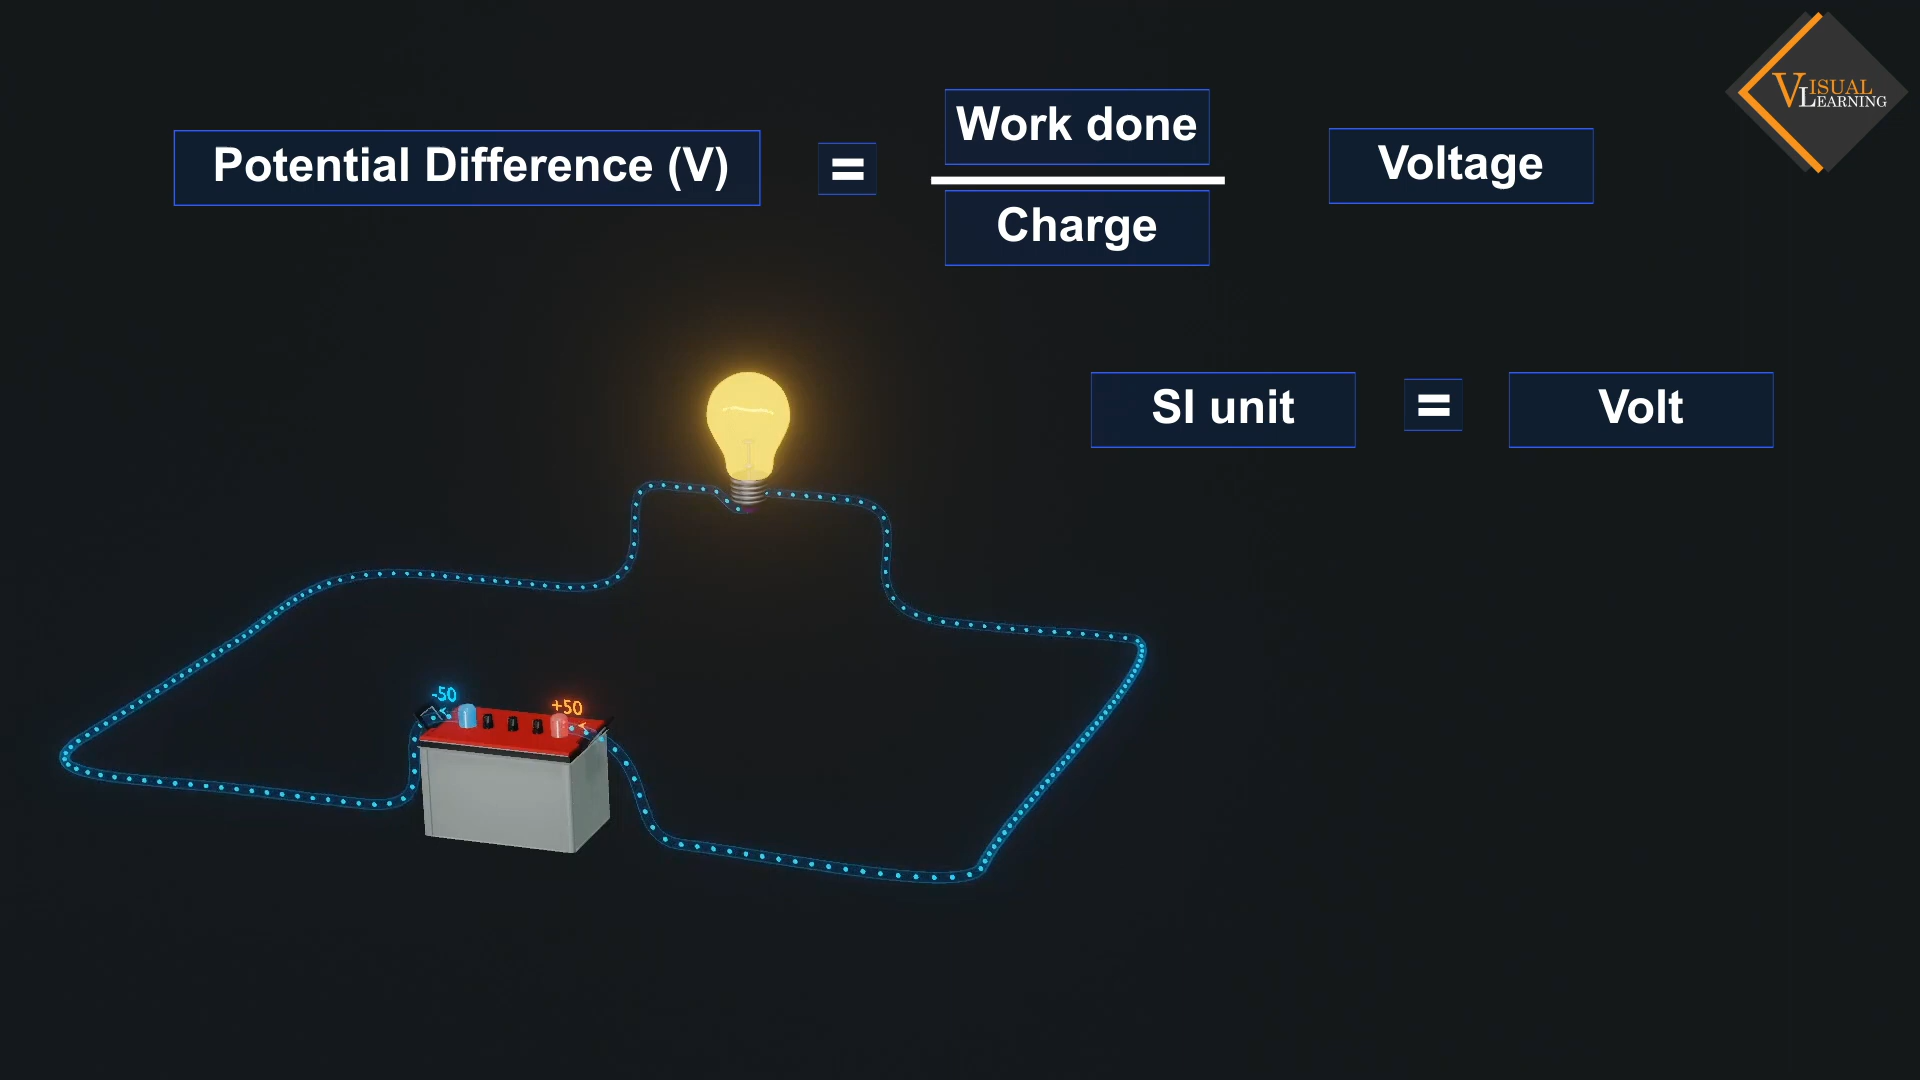 Potential Difference (V) = Work done
Charge
Voltage
VISUAL
LEARNING
SI unit = Volt
-50
+50